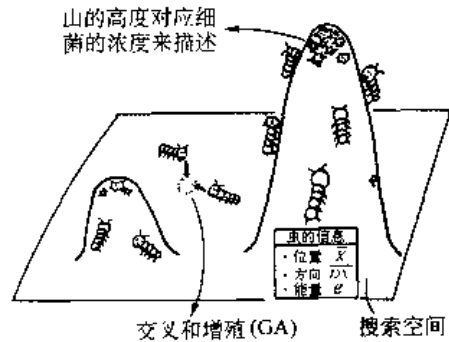 山的高度对应细
菌的浓度来描述
虫的信息
· 位置 X
· 方向
· 能量 e
交叉和增殖(GA)
搜索空间